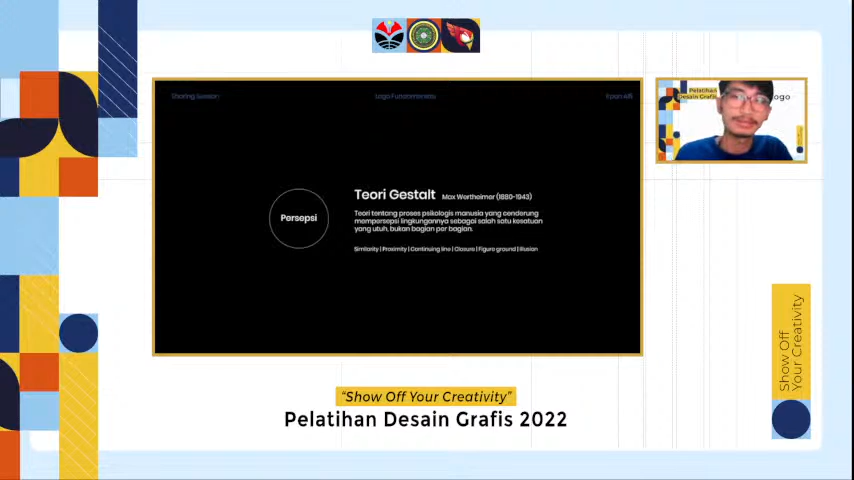 Sharing Session
Logo Fundamentals
Persepsi
Teori Gestalt Max Wertheimer (1880-1943)
Teori tentang proses psikologis manusia yang cenderung
mempersepsi lingkungannya sebagai salah satu kesatuan
yang utuh, bukan bagian per bagian.
Similarity | Proximity | Continuing line | Closure | Figure ground | Illusion
Pelatihan
Desain Grafis
Show Off
Your Creativity
“Show Off Your Creativity”
Pelatihan Desain Grafis 2022